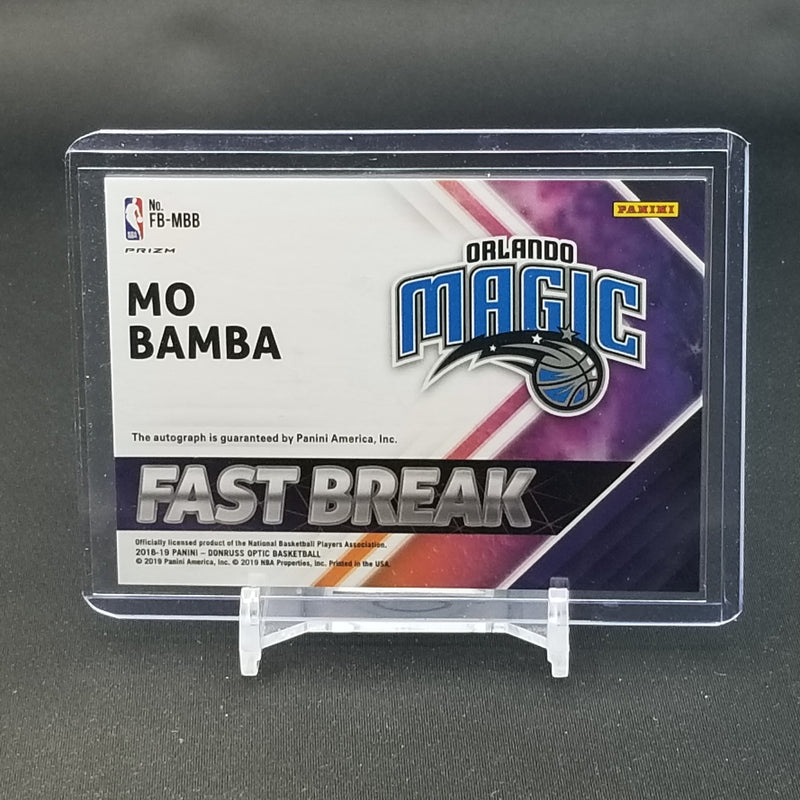 No.
FB-MBB
NBA
PRIZM
PANINI
MO
BAMBA
ORLANDO
MAGIC
The autograph is guaranteed by Panini America, Inc.
FAST BREAK
Officially licensed product of the National Basketball Players Association.
2018-19 PANINI – DONRUSS OPTIC BASKETBALL
© 2019 Panini America, Inc. © 2019 NBA Properties, Inc. Printed in the USA.